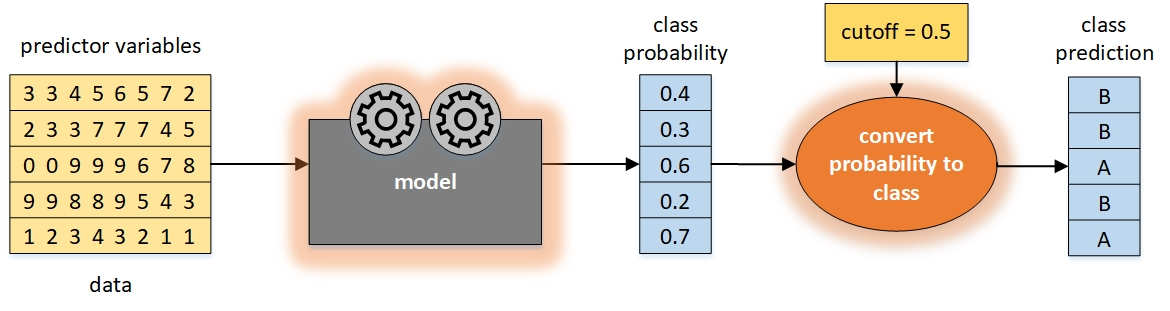 predictor variables
3 3 4 5 6 5 7 2
2 3 3 7 7 7 4 5
0 0 9 9 9 6 7 8
9 9 8 8 9 5 4 3
1 2 3 4 3 2 1 1
data
model
class
probability
0.4
0.3
0.6
0.2
0.7
cutoff = 0.5
convert
probability to
class
class
prediction
B
B
A
B
A